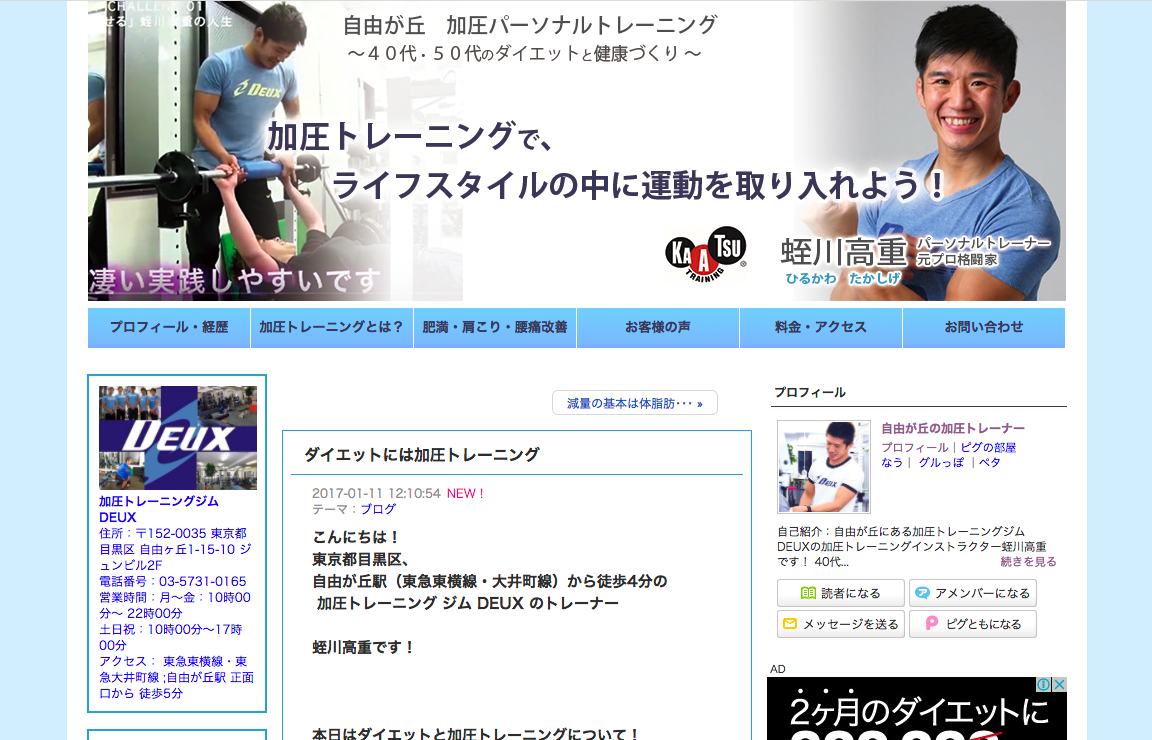 CHALLENGE 01
せる」蛭川高重の人生
DEUX
自由が丘　加圧パーソナルトレーニング
～４０代・５０代のダイエットと健康づくり～
加圧トレーニングで、
ライフスタイルの中に運動を取り入れよう！
凄い実践しやすいです
KAATSU
TRAINING
蛭川高重 パーソナルトレーナー
元プロ格闘家
ひるかわ　たかしげ
プロフィール・経歴
加圧トレーニングとは？
肥満・肩こり・腰痛改善
お客様の声
料金・アクセス
お問い合わせ
DEUX
加圧トレーニングジム
DEUX
住所：〒152-0035 東京都
目黒区 自由ヶ丘1-15-10 ジ
ュンビル2F
電話番号：03-5731-0165
営業時間：月～金：10時00
分～ 22時00分
土日祝：10時00分～17時
00分
アクセス： 東急東横線・東
急大井町線 ;自由が丘駅 正面
口から 徒歩5分
減量の基本は体脂肪･･･ »
ダイエットには加圧トレーニング
2017-01-11 12:10:54 NEW !
テーマ：ブログ
こんにちは！
東京都目黒区、
自由が丘駅（東急東横線・大井町線）から徒歩4分の
加圧トレーニング ジム DEUX のトレーナー
蛭川高重です！
本日はダイエットと加圧トレーニングについて！
プロフィール
自由が丘の加圧トレーナー
プロフィール｜ピグの部屋
なう｜ グルっぽ ｜ペタ
自己紹介：自由が丘にある加圧トレーニングジム
DEUXの加圧トレーニングインストラクター蛭川高重
です！ 40代...
続きを見る
読者になる
アメンバーになる
メッセージを送る
ピグともになる
AD
2ヶ月のダイエットに